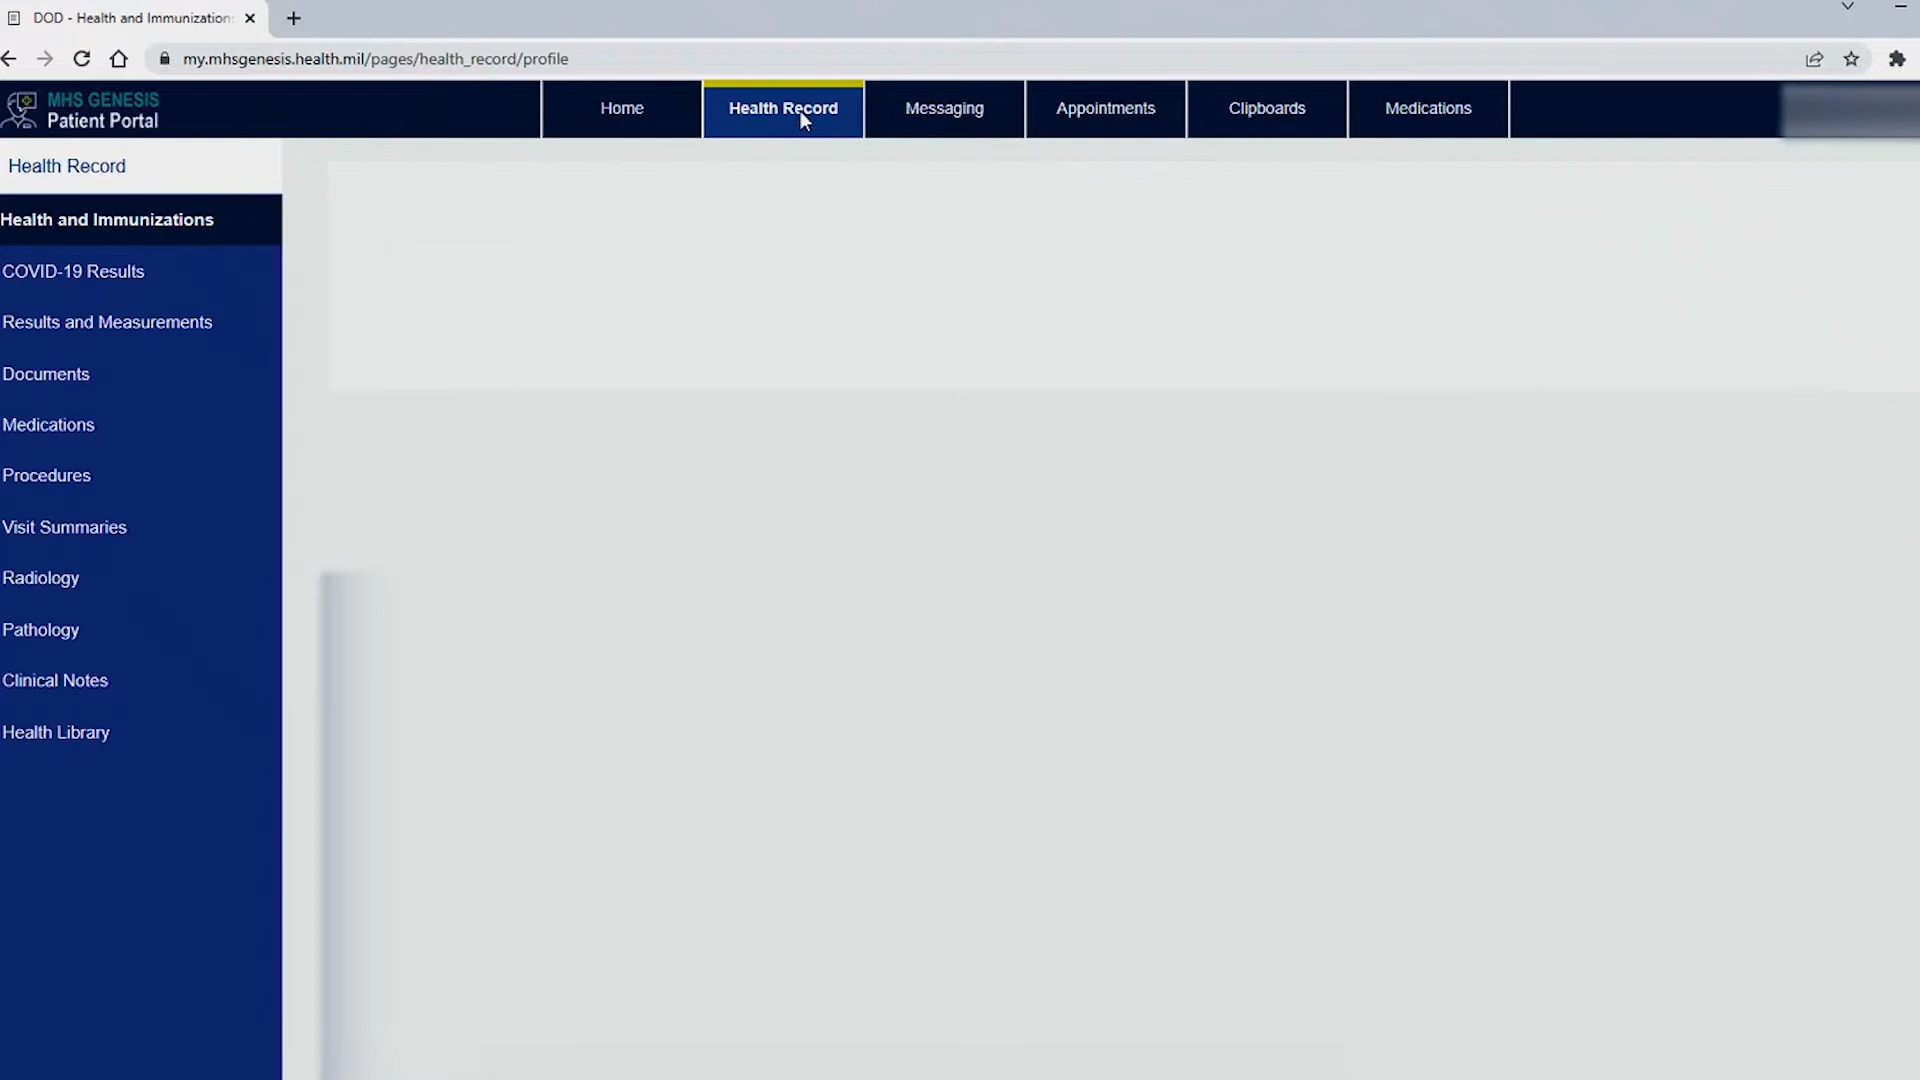 DOD - Health and Immunization
my.mhsgenesis.health.mil/pages/health_record/profile
MHS GENESIS
Patient Portal
Home
Health Record
Messaging
Appointments
Clipboards
Medications
Health Record
Health and Immunizations
COVID-19 Results
Results and Measurements
Documents
Medications
Procedures
Visit Summaries
Radiology
Pathology
Clinical Notes
Health Library